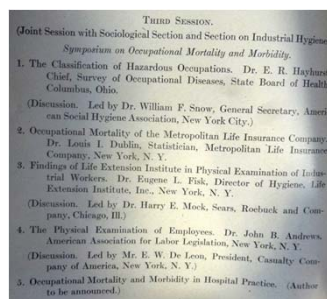 THIRD SESSION.
(Joint Session with Sociological Section and Section on Industrial Hygiene
Symposium on Occupational Mortality and Morbidity.
1. The Classification of Hazardous Occupations. Dr. E. R. Hayhurst
Chief, Survey of Occupational Diseases, State Board of Health
Columbus, Ohio.
(Discussion. Led by Dr. William F. Snow, General Secretary, Ameri
can Social Hygiene Association, New York City.)
2. Occupational Mortality of the Metropolitan Life Insurance Company.
Dr. Louis I. Dublin, Statistician, Metropolitan Life Insurance
Company, New York, N. Y.
3. Findings of Life Extension Institute in Physical Examination of Indus-
trial Workers. Dr. Eugene L. Fisk, Director of Hygiene, Life
Extension Institute, Inc., New York, N. Y.
(Discussion. Led by Dr. Harry E. Mock, Sears, Roebuck and Com-
pany, Chicago, Ill.)
4. The Physical Examination of Employees. Dr. John B. Andrews,
American Association for Labor Legislation, New York, N. Y.
(Discussion. Led by Mr. E. W. De Leon, President, Casualty Com-
pany of America, New York, N. Y.)
5. Occupational Mortality and Morbidity in Hospital Practice. (Author
to be announced.)